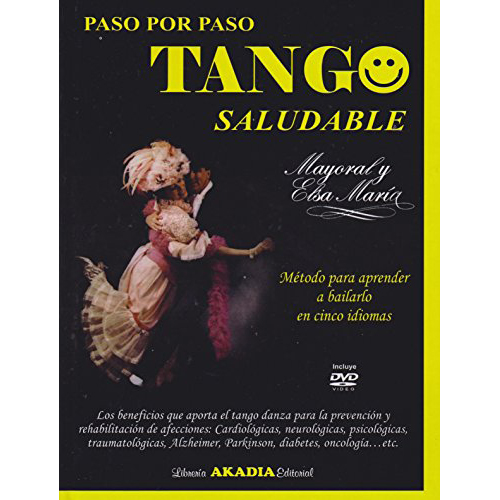 PASO POR PASO
TANGO
SALUDABLE
Mayoral y
Elsa María
Método para aprender
a bailarlo
en cinco idiomas
Incluye
DVD
VIDEO
Los beneficios que aporta el tango danza para la prevención y
rehabilitación de afecciones: Cardiológicas, neurológicas, psicológicas,
traumatológicas, Alzheimer, Parkinson, diabetes, oncología...etc.
Librería AKADIA Editorial